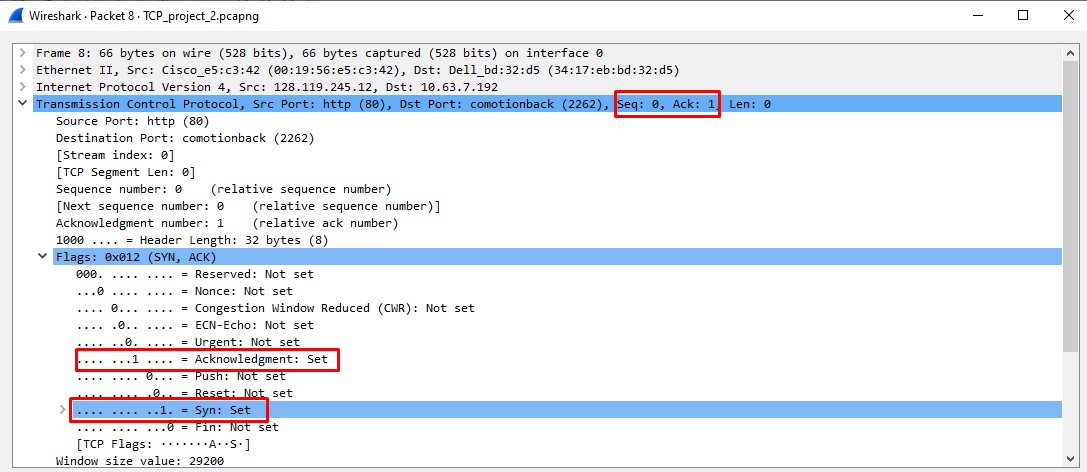 Wireshark · Packet 8 · TCP_project_2.pcapng
Frame 8: 66 bytes on wire (528 bits), 66 bytes captured (528 bits) on interface 0
Ethernet II, Src: Cisco_e5:c3:42 (00:19:56:e5:c3:42), Dst: Dell_bd:32:d5 (34:17:eb:bd:32:d5)
Internet Protocol Version 4, Src: 128.119.245.12, Dst: 10.63.7.192
Transmission Control Protocol, Src Port: http (80), Dst Port: comotionback (2262), Seq: 0, Ack: 1, Len: 0
Source Port: http (80)
Destination Port: comotionback (2262)
[Stream index: 0]
[TCP Segment Len: 0]
Sequence number: 0    (relative sequence number)
[Next sequence number: 0    (relative sequence number)]
Acknowledgment number: 1    (relative ack number)
1000 .... = Header Length: 32 bytes (8)
Flags: 0x012 (SYN, ACK)
000. .... .... = Reserved: Not set
...0 .... .... = Nonce: Not set
.... 0... .... = Congestion Window Reduced (CWR): Not set
.... .0.. .... = ECN-Echo: Not set
.... ..0. .... = Urgent: Not set
.... ...1 .... = Acknowledgment: Set
.... .... 0... = Push: Not set
.... .... .0.. = Reset: Not set
.... .... ..1. = Syn: Set
.... .... ...0 = Fin: Not set
[TCP Flags: ·······A··S·]
Window size value: 29200